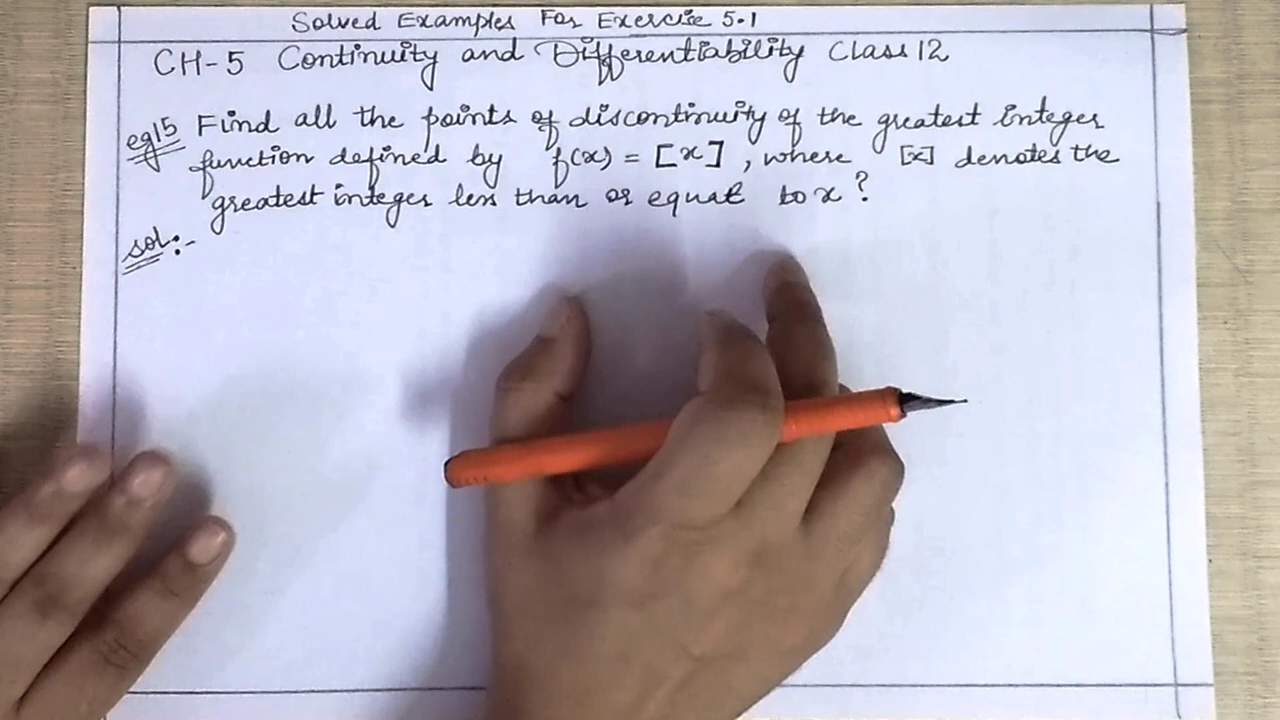 Solved Examples For Exercise 5.1
CH-5 Continuity and Differentiability Class 12
eg15 Find all the points of discontinuity of the greatest integer
function defined by f(x) = [x], where [x] denotes the
greatest integer less than or equal to x?
sol:-